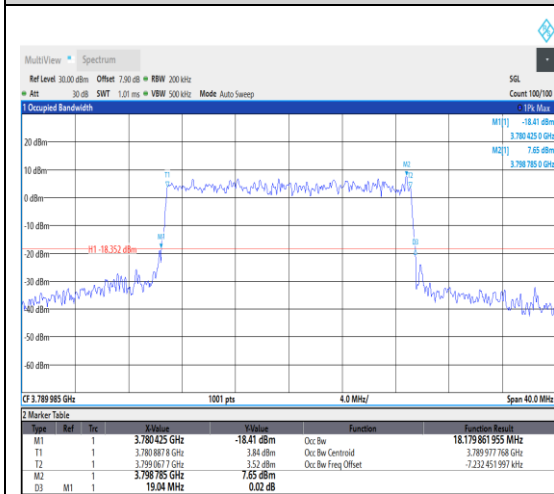 MultiView Spectrum
Ref Level 30.00 dBm Offset 7.90 dB RBW 200 kHz SGL
Att 30 dB SWT 1.01 ms VBW 500 kHz Mode Auto Sweep Count 100/100
1 Occupied Bandwidth 1Pk Max
M1[1] -18.41 dBm
3.780 425 0 GHz
M2[1] 7.65 dBm
3.798 785 0 GHz
20 dBm
10 dBm
0 dBm
-10 dBm
-20 dBm
-30 dBm
-40 dBm
-50 dBm
-60 dBm
T1
M2
T2
M1
D3
H1 -18.352 dBm
CF 3.789 985 GHz 1001 pts 4.0 MHz/ Span 40.0 MHz
2 Marker Table
Type Ref Trc X-Value Y-Value Function Function Result
M1 1 3.780 425 GHz -18.41 dBm Occ Bw 18.179 861 955 MHz
T1 1 3.780 887 8 GHz 3.84 dBm Occ Bw Centroid 3.789 977 768 GHz
T2 1 3.799 067 7 GHz 3.52 dBm Occ Bw Freq Offset -7.232 451 997 kHz
M2 1 3.798 785 GHz 7.65 dBm
D3 M1 1 19.04 MHz 0.02 dB